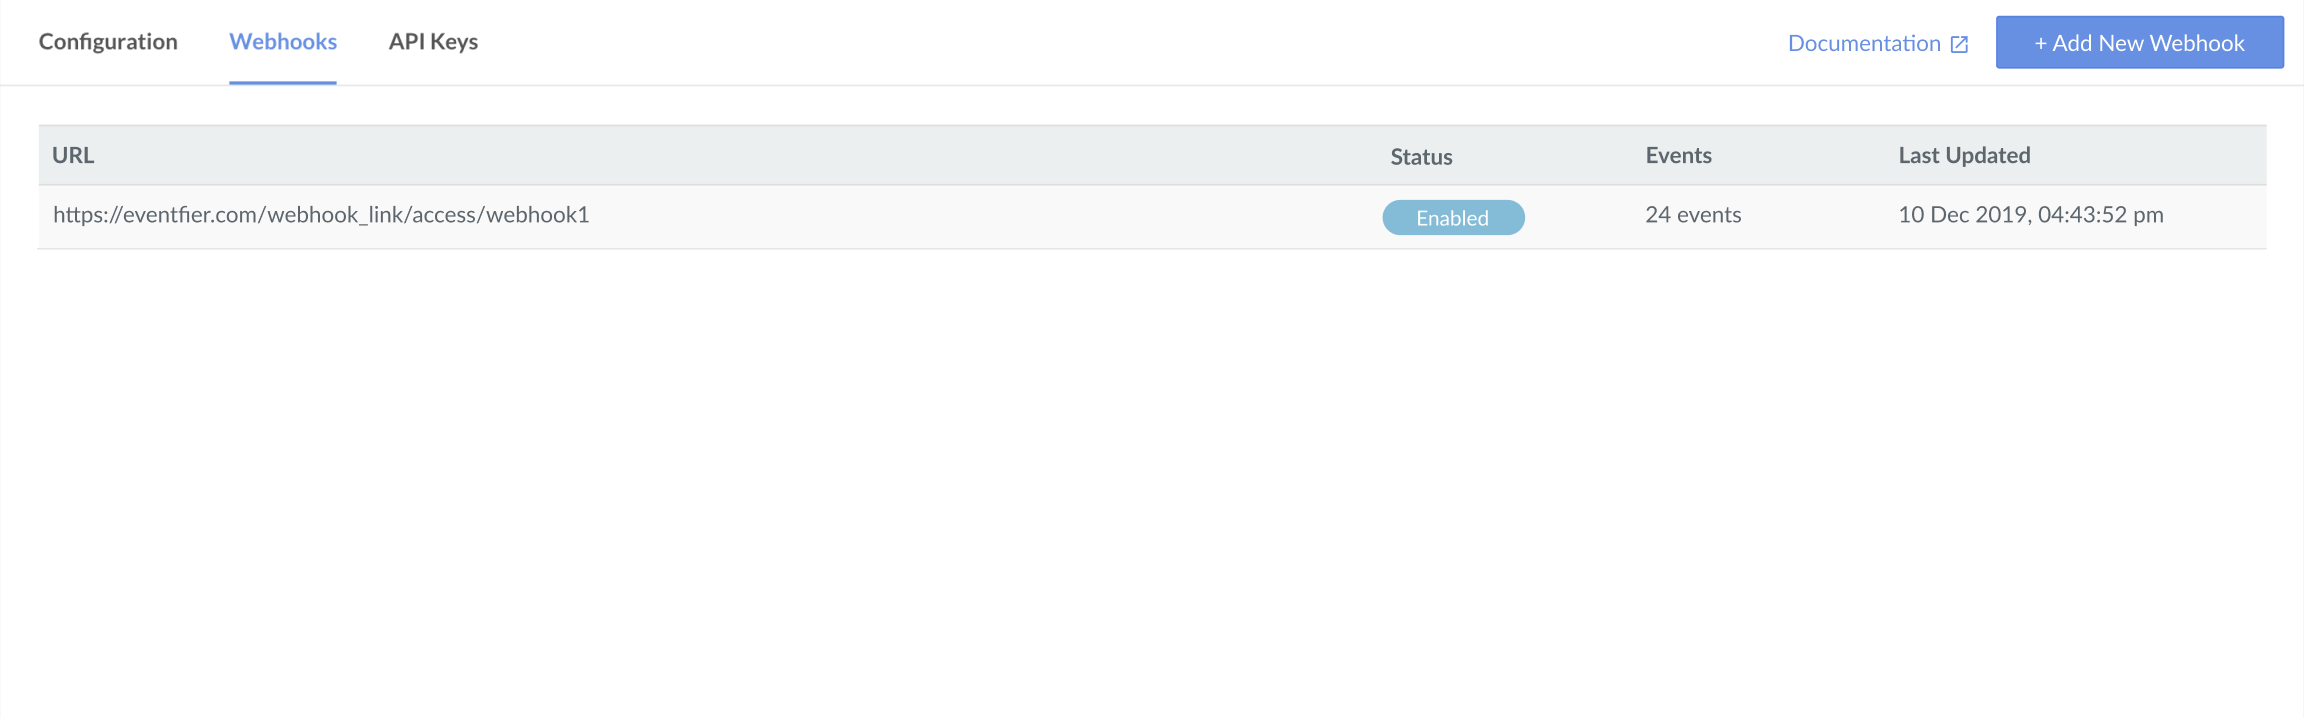 Configuration Webhooks API Keys Documentation + Add New Webhook
URL Status Events Last Updated
https://eventfier.com/webhook_link/access/webhook1 Enabled 24 events 10 Dec 2019, 04:43:52 pm